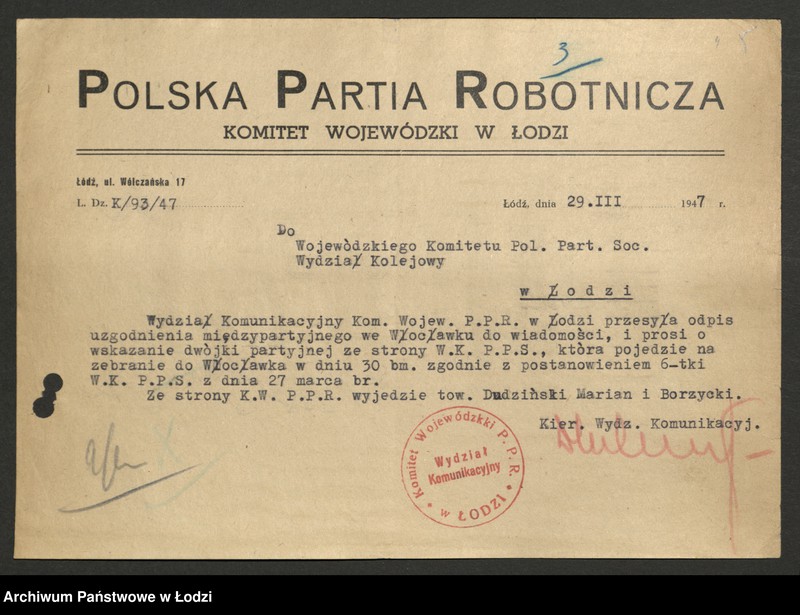 3
POLSKA PARTIA ROBOTNICZA
KOMITET WOJEWÓDZKI W ŁODZI
Łódź, ul. Wólczańska 17
L. Dz. K/93/47
Łódź, dnia 29.III 1947 r.
Do
Wojewòdzkiego Komitetu Pol. Part. Soc.
Wydział Kolejowy
w Łodzi
Wydział Komunikacyjny Kom. Wojew. P.P.R. w Łodzi przesyła odpis
uzgodnienia międzypartyjnego we Włocławku do wiadomości, i prosi o
wskazanie dwòjki partyjnej ze strony W.K. P.P.S., ktòra pojedzie na
zebranie do Włocławka w dniu 30 bm. zgodnie z postanowieniem 6-tki
W.K. P.P.S. z dnia 27 marca br.
Ze strony K.W. P.P.R. wyjedzie tow. Dudziński Marian i Borzycki.
Kier. Wydz. Komunikacyj.
Komitet Wojewódzkki P.P.R.
Wydział
Komunikacyjny
w ŁODZI
Archiwum Państwowe w Łodzi